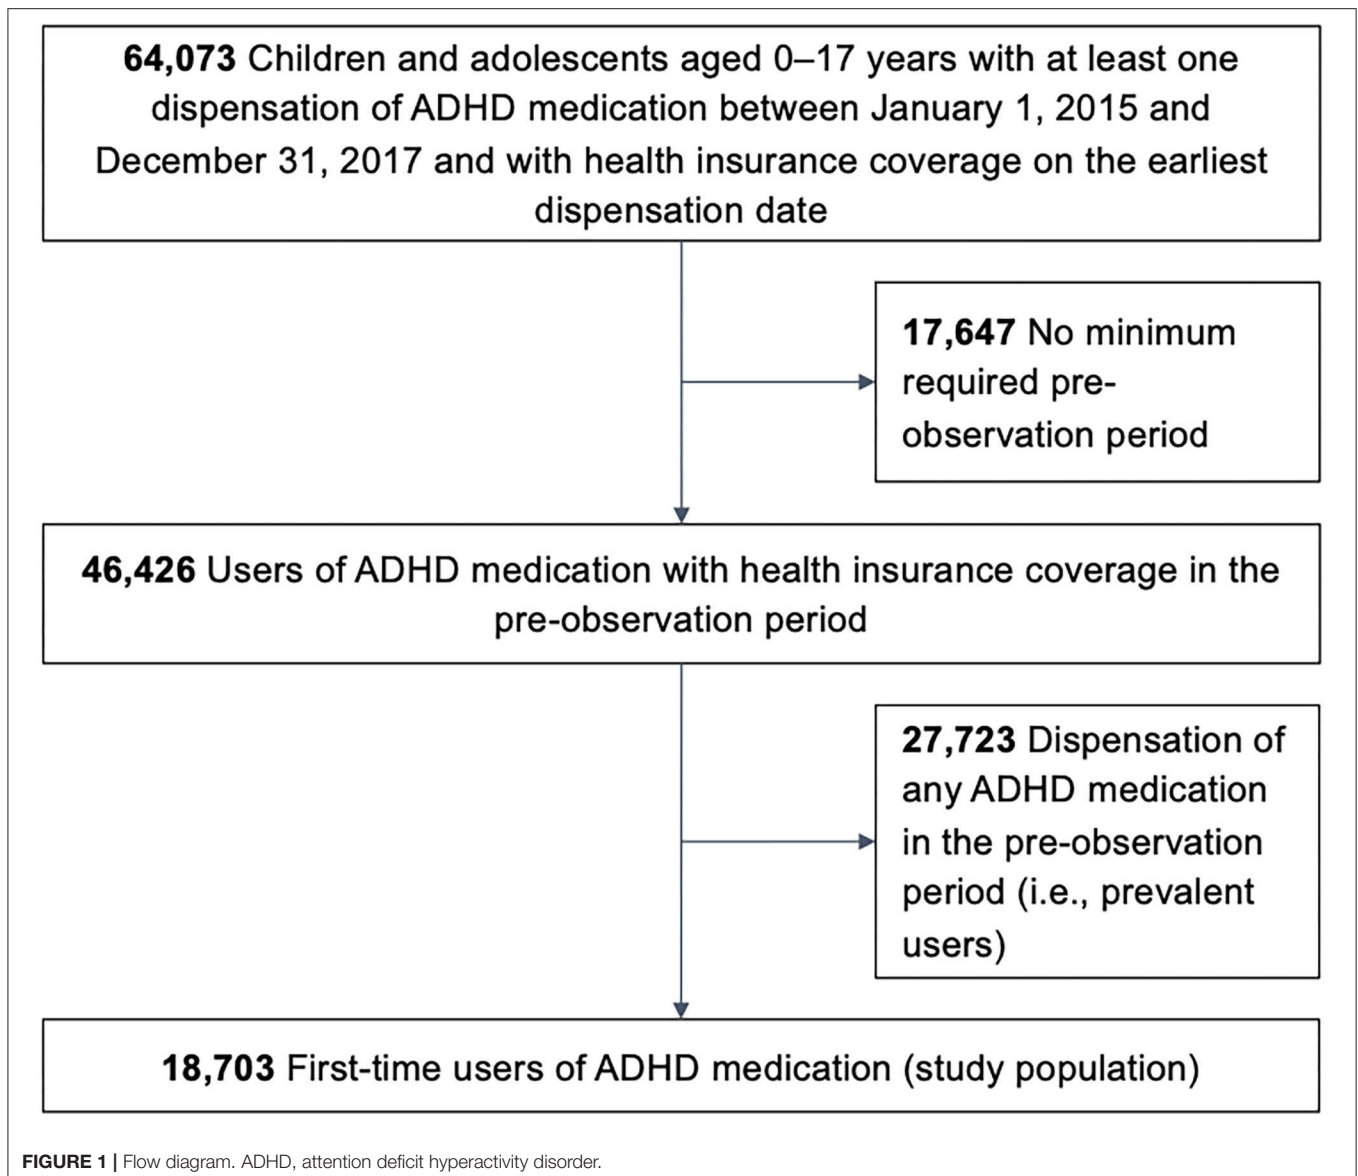 64,073 Children and adolescents aged 0–17 years with at least one
dispensation of ADHD medication between January 1, 2015 and
December 31, 2017 and with health insurance coverage on the earliest
dispensation date
17,647 No minimum
required pre-
observation period
46,426 Users of ADHD medication with health insurance coverage in the
pre-observation period
27,723 Dispensation of
any ADHD medication
in the pre-observation
period (i.e., prevalent
users)
18,703 First-time users of ADHD medication (study population)
FIGURE 1 | Flow diagram. ADHD, attention deficit hyperactivity disorder.